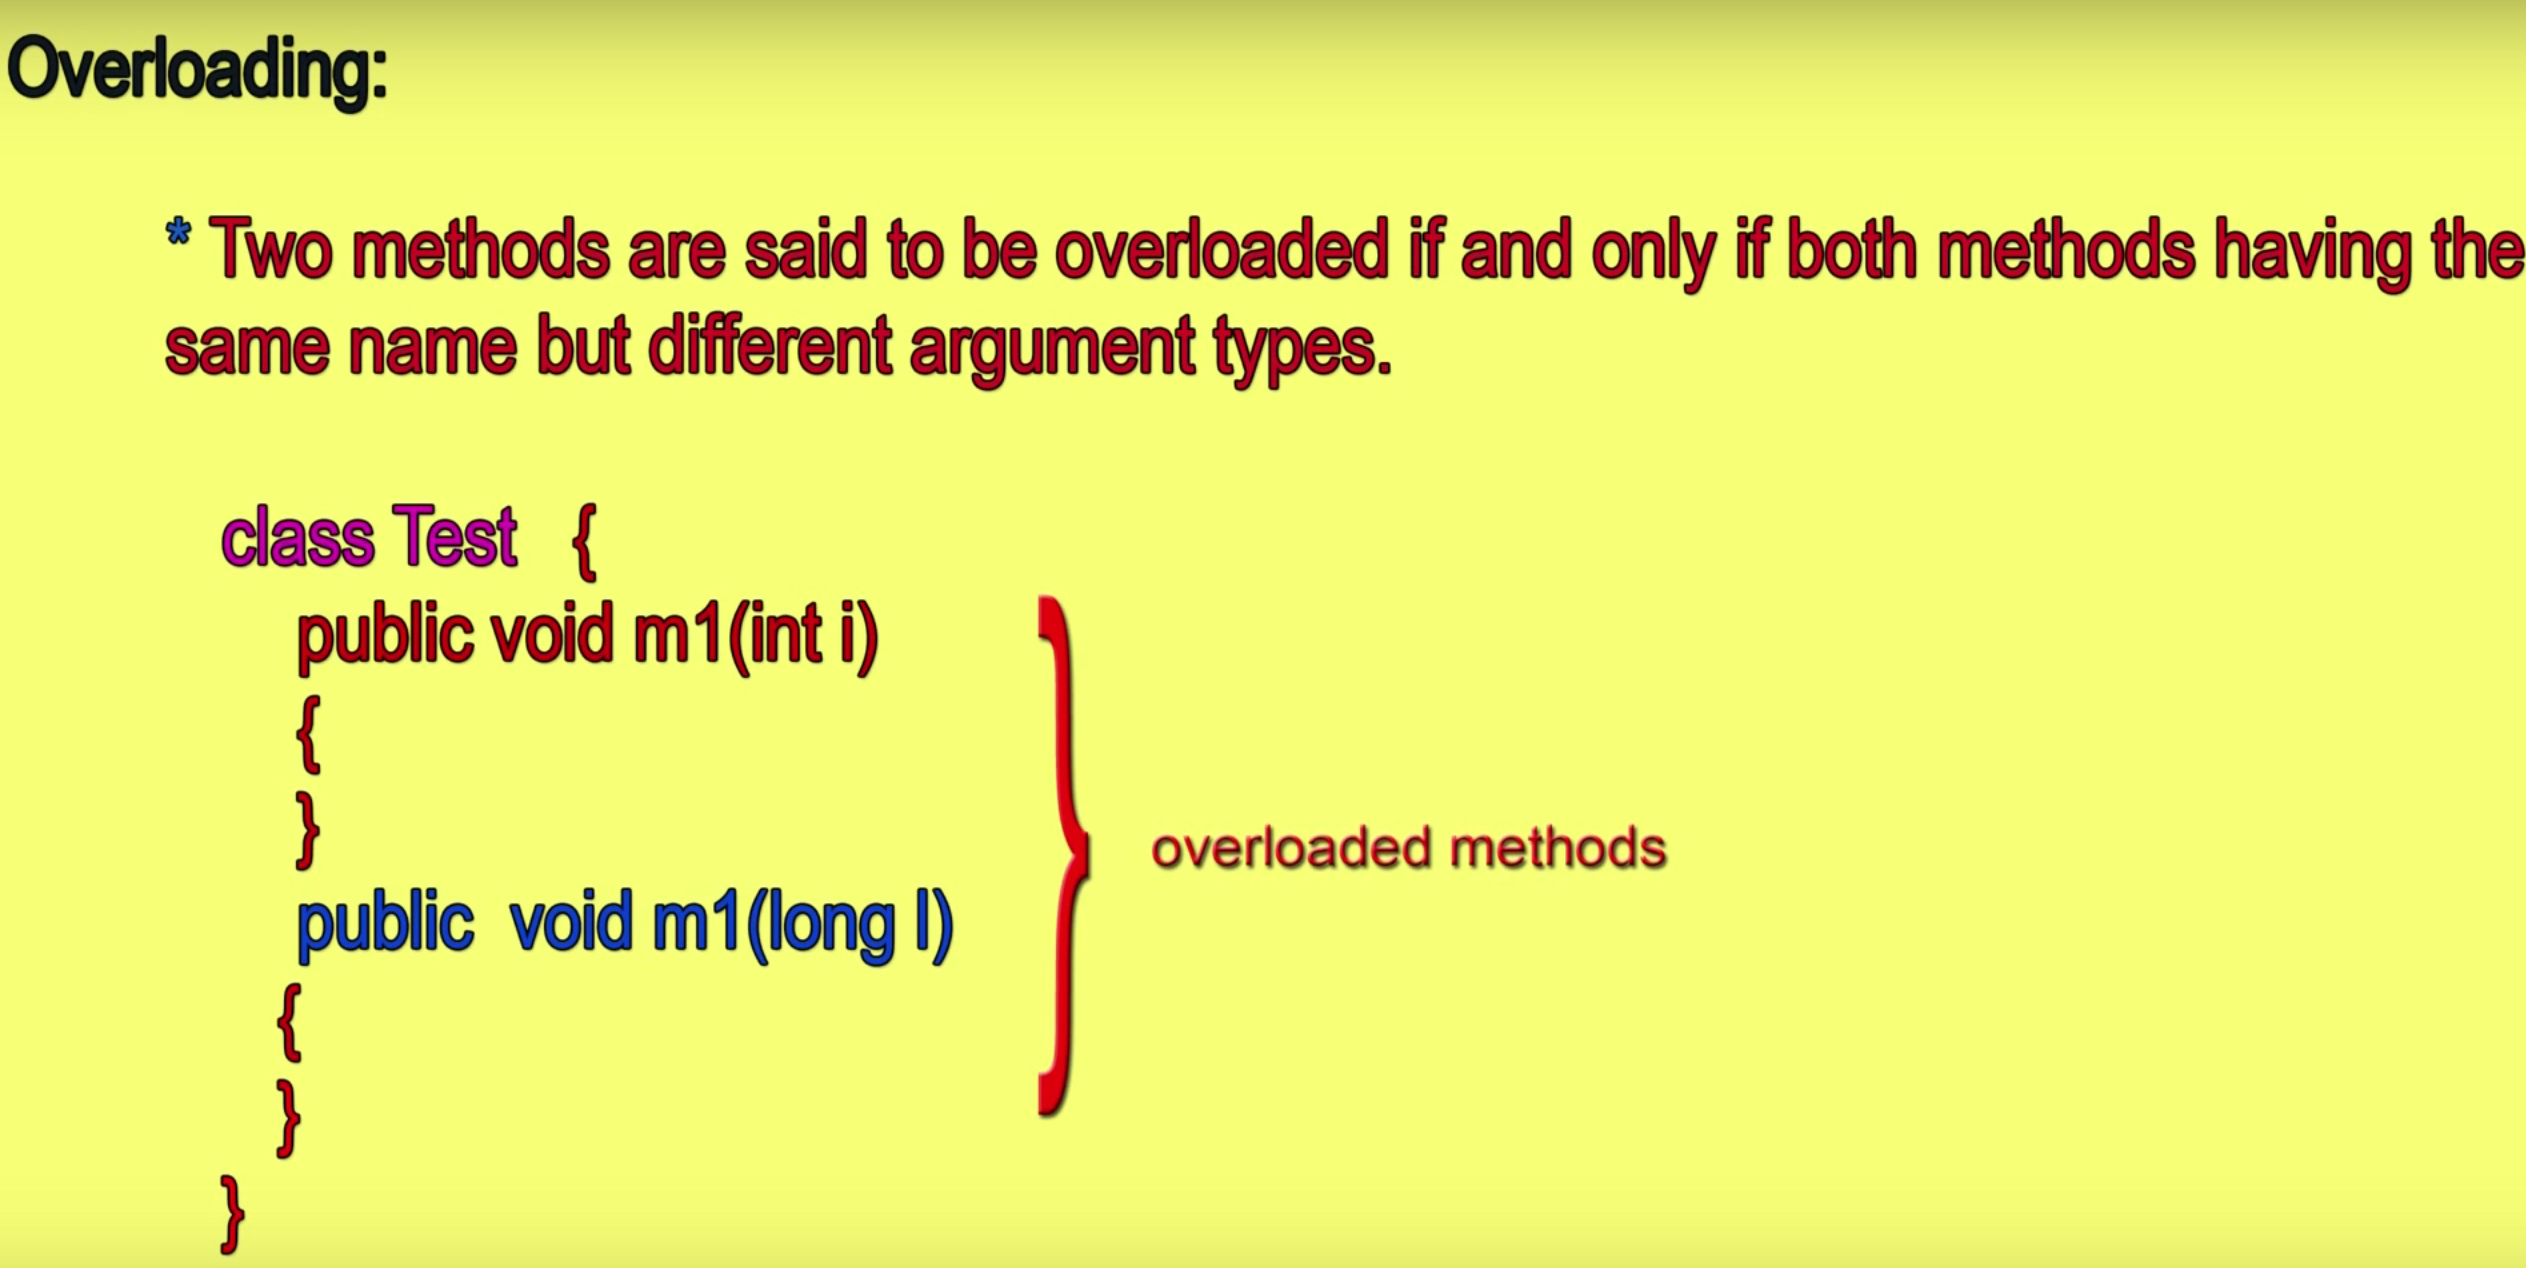 Overloading:
* Two methods are said to be overloaded if and only if both methods having the
same name but different argument types.
class Test {
public void m1(int i)
{
}
overloaded methods
public void m1(long l)
{
}
}